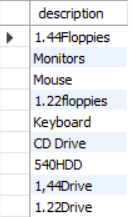 description
1.44Floppies
Monitors
Mouse
1.22floppies
Keyboard
CD Drive
540HDD
1,44Drive
1.22Drive